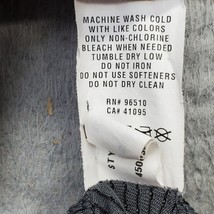 MACHINE WASH COLD
WITH LIKE COLORS
ONLY NON-CHLORINE
BLEACH WHEN NEEDED
TUMBLE DRY LOW
DO NOT IRON
DO NOT USE SOFTENERS
DO NOT DRY CLEAN
RN# 96510
CA# 41095